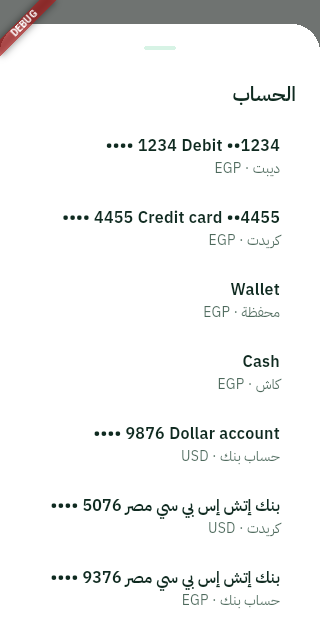 DEBUG
الحساب
•••• 1234 Debit ••1234
ديبت · EGP
•••• 4455 Credit card ••4455
كريدت · EGP
Wallet
محفظة · EGP
Cash
كاش · EGP
•••• 9876 Dollar account
حساب بنك · USD
بنك إتش إس بي سي مصر 5076 ••••
كريدت · USD
بنك إتش إس بي سي مصر 9376 ••••
حساب بنك · EGP